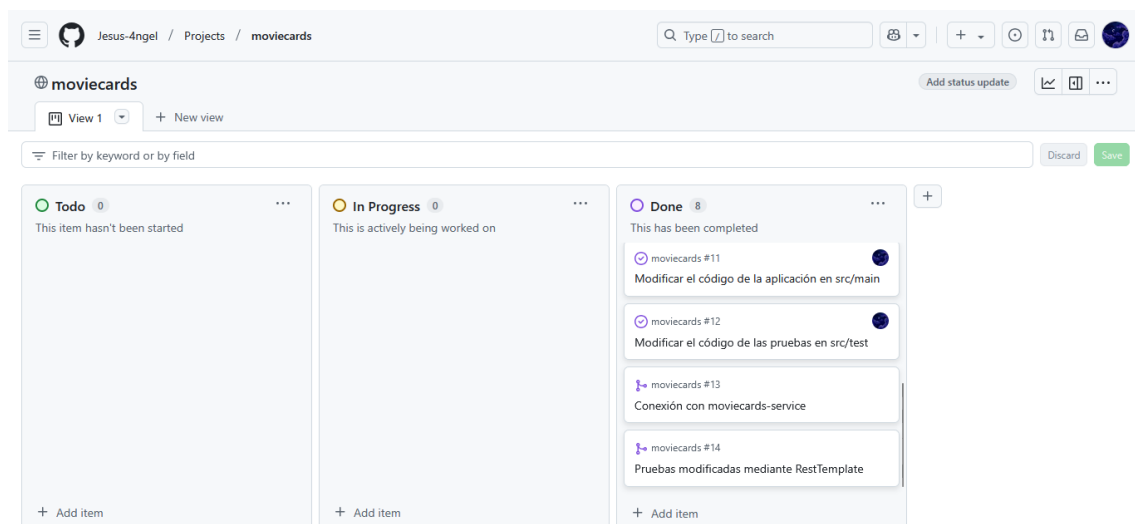 Jesus-4ngel / Projects / moviecards
Type / to search
moviecards
Add status update
View 1
New view
Filter by keyword or by field
Discard
Save
Todo 0
This item hasn't been started
Add item
In Progress 0
This is actively being worked on
Add item
Done 8
This has been completed
moviecards #11
Modificar el código de la aplicación en src/main
moviecards #12
Modificar el código de las pruebas en src/test
moviecards #13
Conexión con moviecards-service
moviecards #14
Pruebas modificadas mediante RestTemplate
Add item